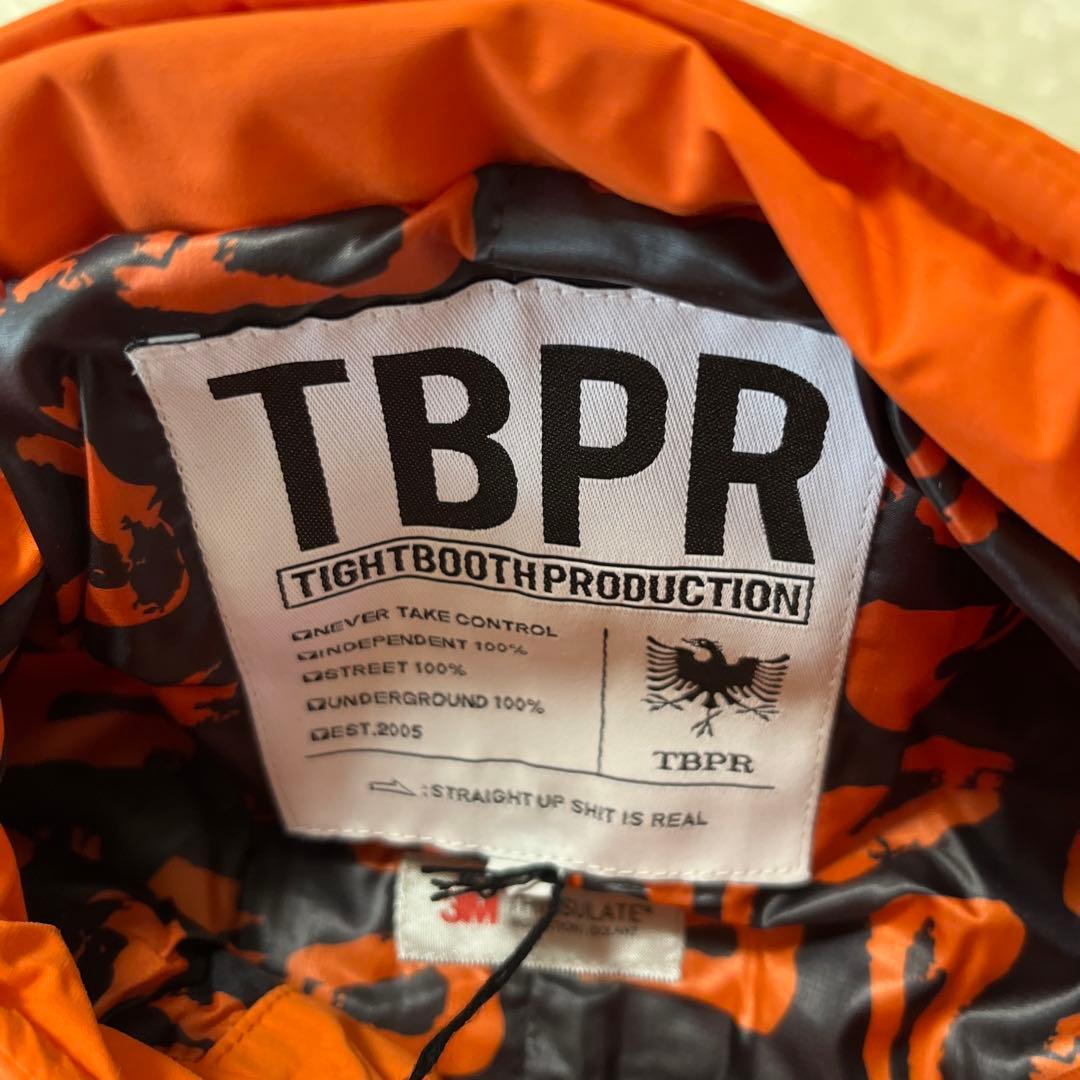 TBPR
TIGHTBOOTHPRODUCTION
NEVER TAKE CONTROL
INDEPENDENT 100%
STREET 100%
UNDERGROUND 100%
EST.2005
TBPR
:STRAIGHT UP SHIT IS REAL
3M